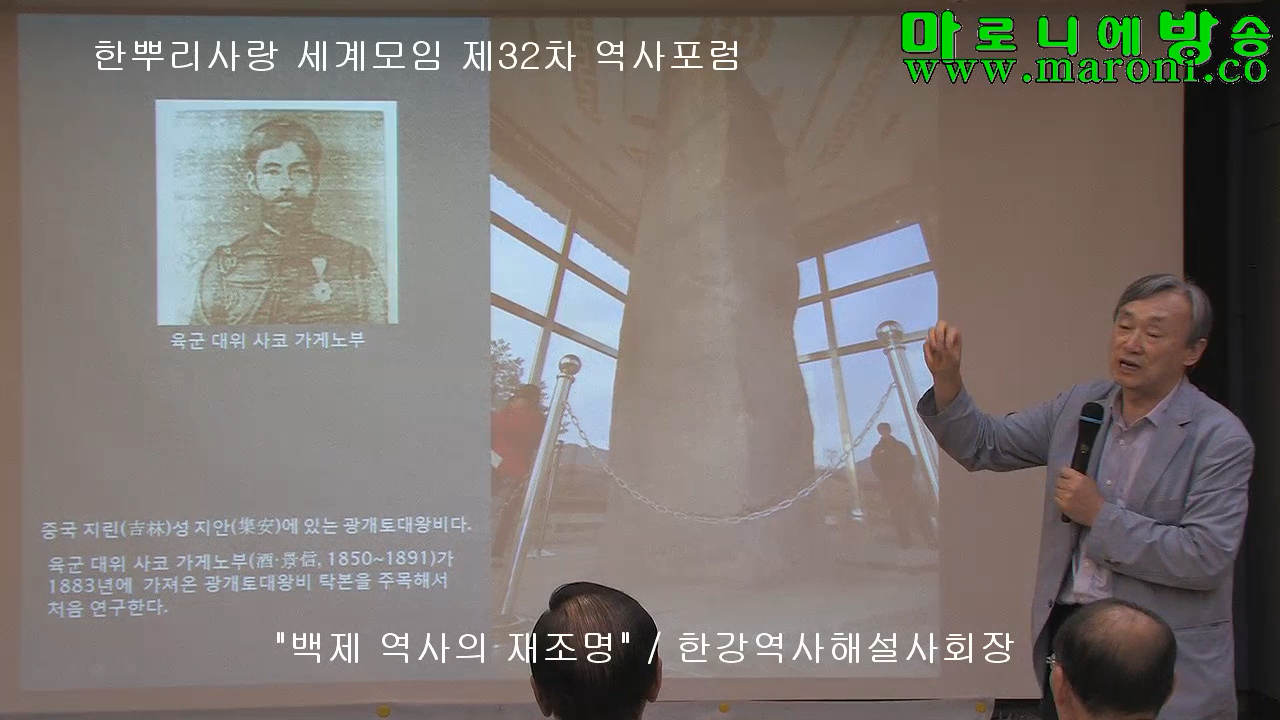 한뿌리사랑 세계모임 제32차 역사포럼
마로니에방송
www.maroni.co
육군 대위 사코 가게노부
중국 지린(吉林)성 지안(集安)에 있는 광개토대왕비다.
육군 대위 사코 가게노부(酒·景信, 1850~1891)가
1883년에 가져온 광개토대왕비 탁본을 주목해서
처음 연구한다.
"백제 역사의 재조명" / 한강역사해설사회장